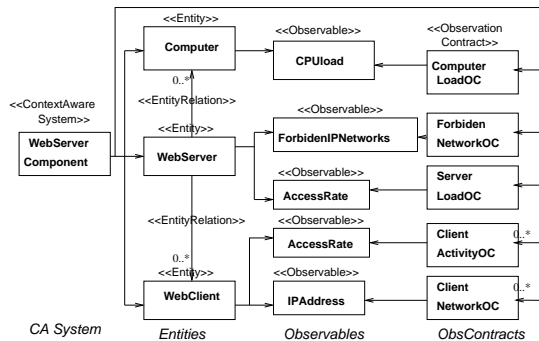 <<Entity>>
Computer
<<Observable>>
CPUload
<<Observation
Contract>>
Computer
LoadOC
0..*
<<EntityRelation>>
<<ContextAware
System>>
WebServer
Component
<<Entity>>
WebServer
<<Observable>>
ForbidenIPNetworks
Forbiden
NetworkOC
<<Observable>>
AccessRate
Server
LoadOC
<<EntityRelation>>
0..*
<<Observable>>
AccessRate
Client
ActivityOC
0..*
<<Entity>>
WebClient
<<Observable>>
IPAddress
Client
NetworkOC
0..*
CA System
Entities
Observables
ObsContracts